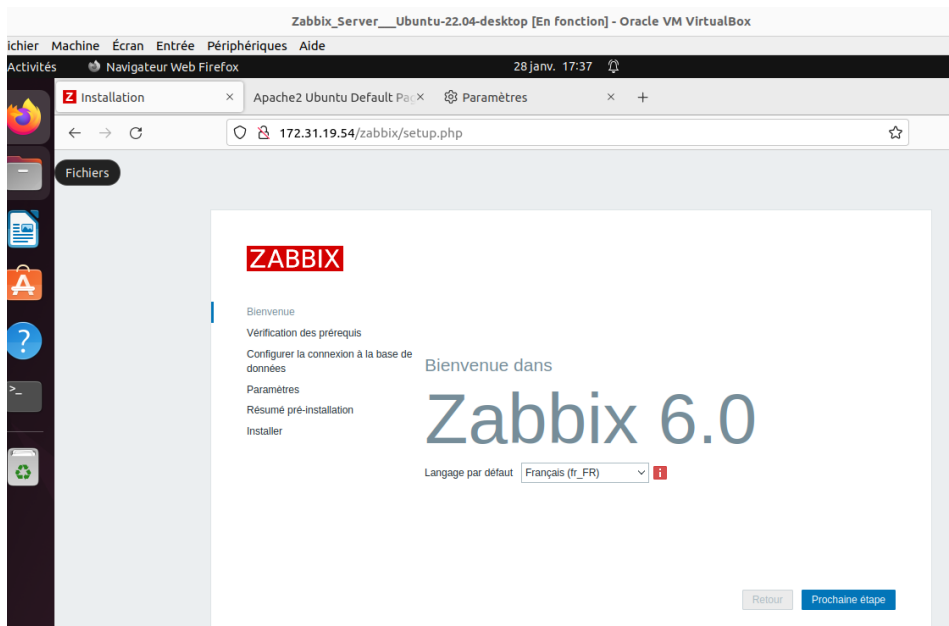 Zabbix_Server___Ubuntu-22.04-desktop [En fonction] - Oracle VM VirtualBox
ichier Machine Écran Entrée Périphériques Aide
Activités Navigateur Web Firefox 28 janv. 17:37
Z Installation × Apache2 Ubuntu Default Pag × Paramètres × +
172.31.19.54/zabbix/setup.php
Fichiers
ZABBIX
Bienvenue
Vérification des prérequis
Configurer la connexion à la base de
données
Paramètres
Résumé pré-installation
Installer
Bienvenue dans
Zabbix 6.0
Langage par défaut Français (fr_FR) i
Retour Prochaine étape